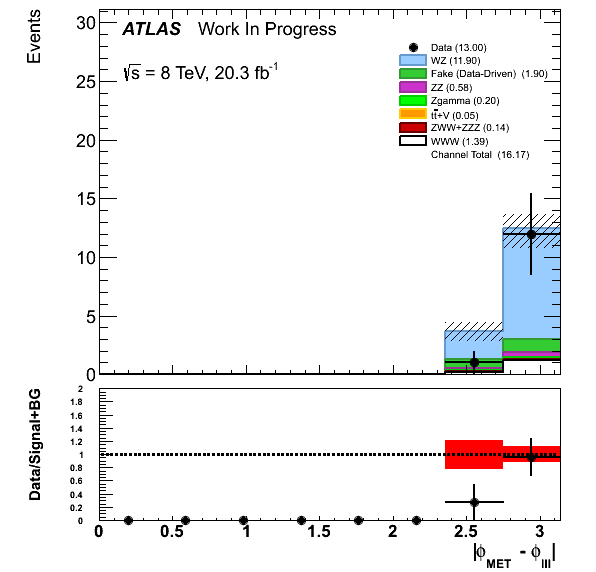 Events
30
25
20
15
10
5
0
ATLAS Work In Progress
√s = 8 TeV, 20.3 fb⁻¹
Data (13.00)
WZ (11.90)
Fake (Data-Driven) (1.90)
ZZ (0.58)
Zgamma (0.20)
tt̄+V (0.05)
ZWW+ZZZ (0.14)
WWW (1.39)
Channel Total (16.17)
Data/Signal+BG
2
1.8
1.6
1.4
1.2
1
0.8
0.6
0.4
0.2
0
0 0.5 1 1.5 2 2.5 3
|ϕMET - ϕlll|